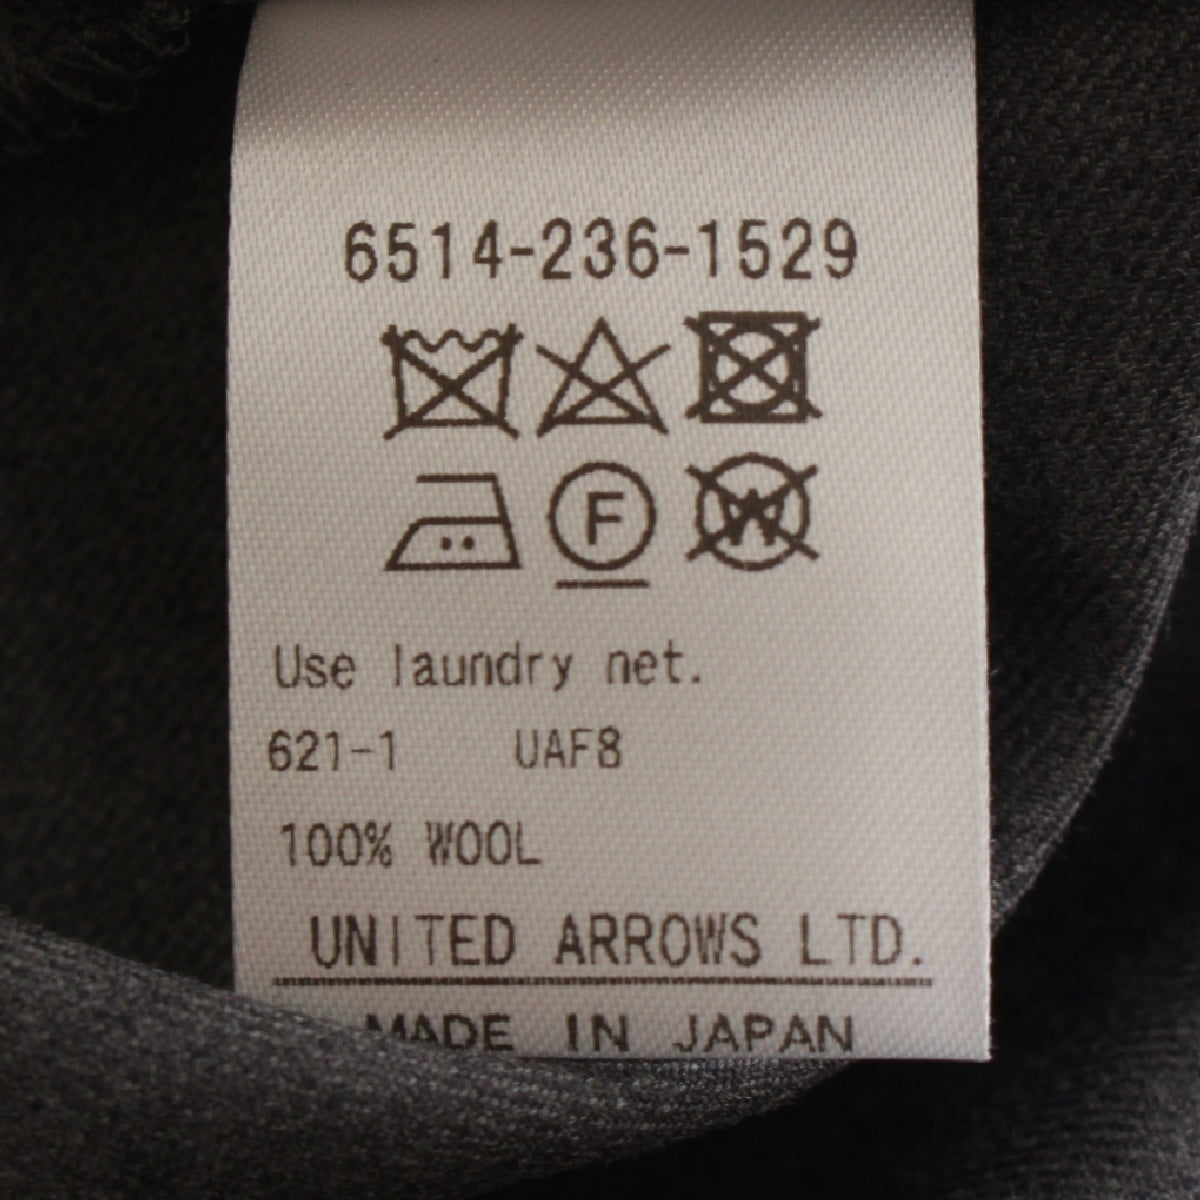 6514-236-1529
F W
Use laundry net.
621-1 UAF8
100% WOOL
UNITED ARROWS LTD.
MADE IN JAPAN